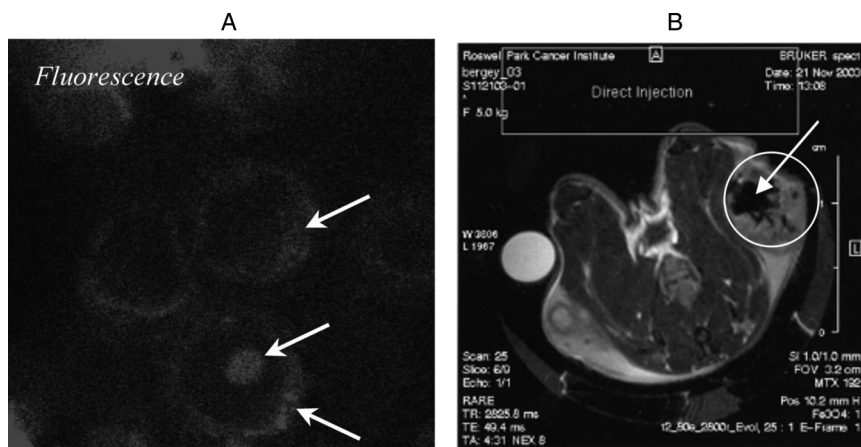 A
B
Fluorescence
Roswell Park Cancer Institute
A
BRUKER spect
bergey_03
Date: 21 Nov 2003
S112103-01
Time: 13:08
Direct Injection
F 5.0 kg
cm
1
W 3806
L 1967
L
0
Scan: 25
SI 1.0/1.0 mm
Slice: 6/9
FOV 3.2 cm
Echo: 1/1
MTX 192
RARE
Pos 10.2 mm H
TR: 2825.8 ms
Fe3O4: 1
TE: 49.4 ms
TA: 4:31 NEX 8